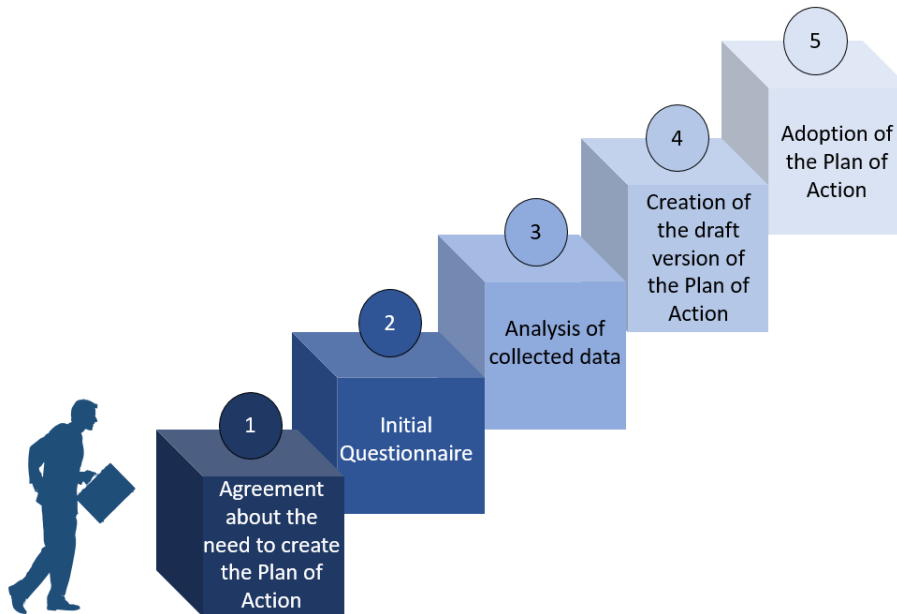 1
Agreement
about the
need to create
the Plan of
Action
2
Initial
Questionnaire
3
Analysis of
collected data
4
Creation of
the draft
version of
the Plan of
Action
5
Adoption of
the Plan of
Action